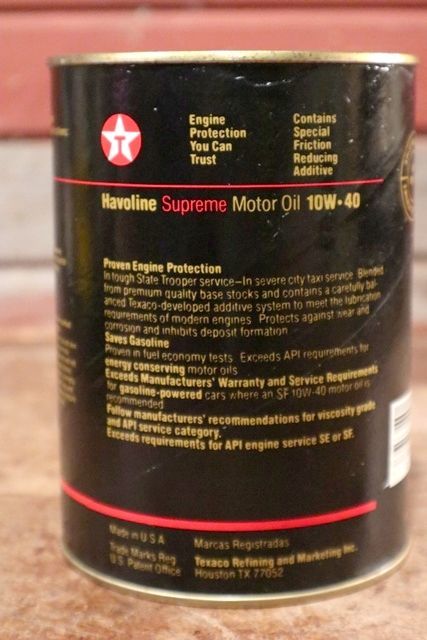 T
Engine
Protection
You Can
Trust
Contains
Special
Friction
Reducing
Additive
Havoline Supreme Motor Oil 10W•40
Proven Engine Protection
In tough State Trooper service—In severe city taxi service. Blended
from premium quality base stocks and contains a carefully bal-
anced Texaco-developed additive system to meet the lubrication
requirements of modern engines. Protects against wear and
corrosion and inhibits deposit formation.
Saves Gasoline
Proven in fuel economy tests. Exceeds API requirements for
energy conserving motor oils.
Exceeds Manufacturers' Warranty and Service Requirements
for gasoline-powered cars where an SF 10W-40 motor oil is
recommended.
Follow manufacturers' recommendations for viscosity grade
and API service category.
Exceeds requirements for API engine service SE or SF.
Made in U S A
Trade Marks Reg.
U.S. Patent Office
Marcas Registradas
Texaco Refining and Marketing Inc.
Houston TX 77052